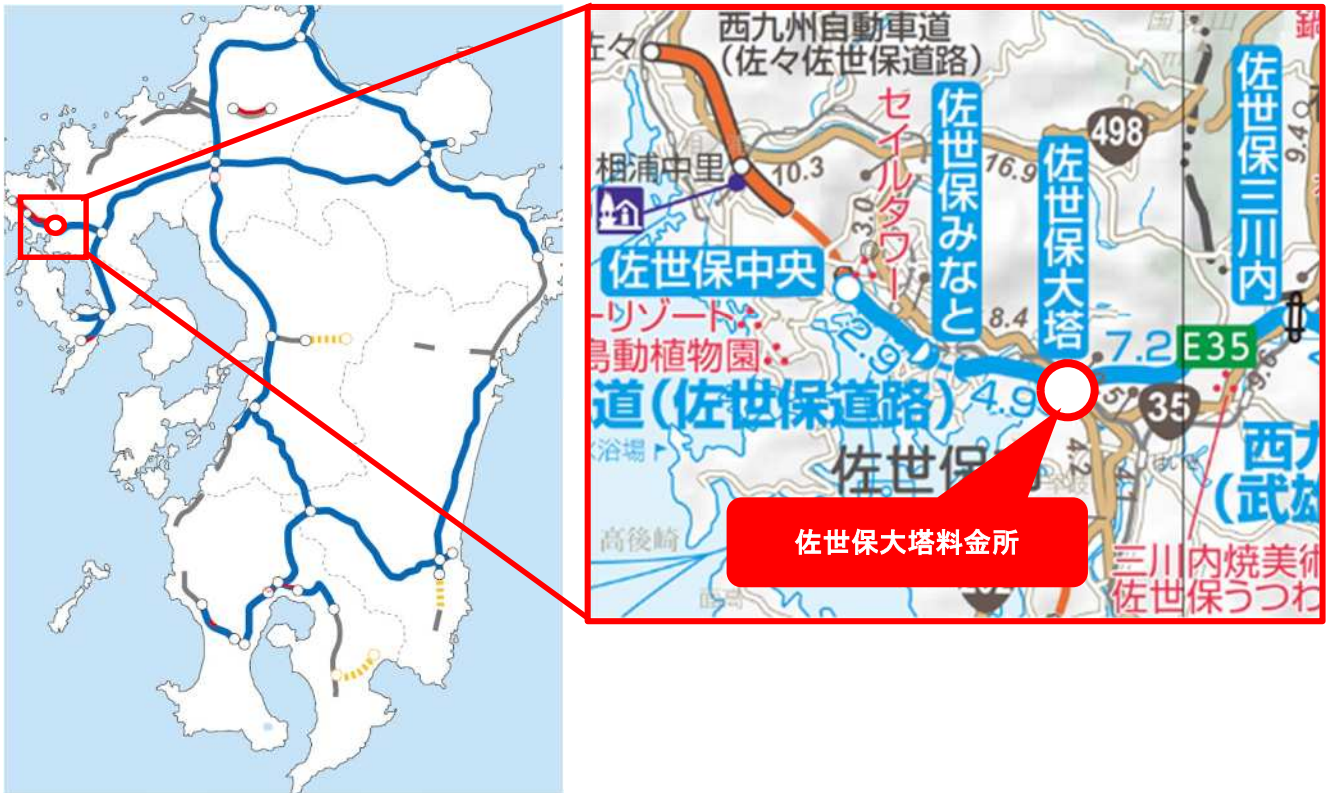 西九州自動車道
(佐々佐世保道路)
佐々
相浦中里
10.3
3.0
セイルタワー
佐世保みなと
16.9
498
佐世保大塔
佐世保三川内
9.4
佐世保中央
2.9
8.4
7.2
E35
9.6
リゾート
島動植物園
道(佐世保道路)
4.9
35
4.2
浴場
佐世保
西九
(武雄
高後崎
佐世保大塔料金所
三川内焼美術
佐世保うつわ